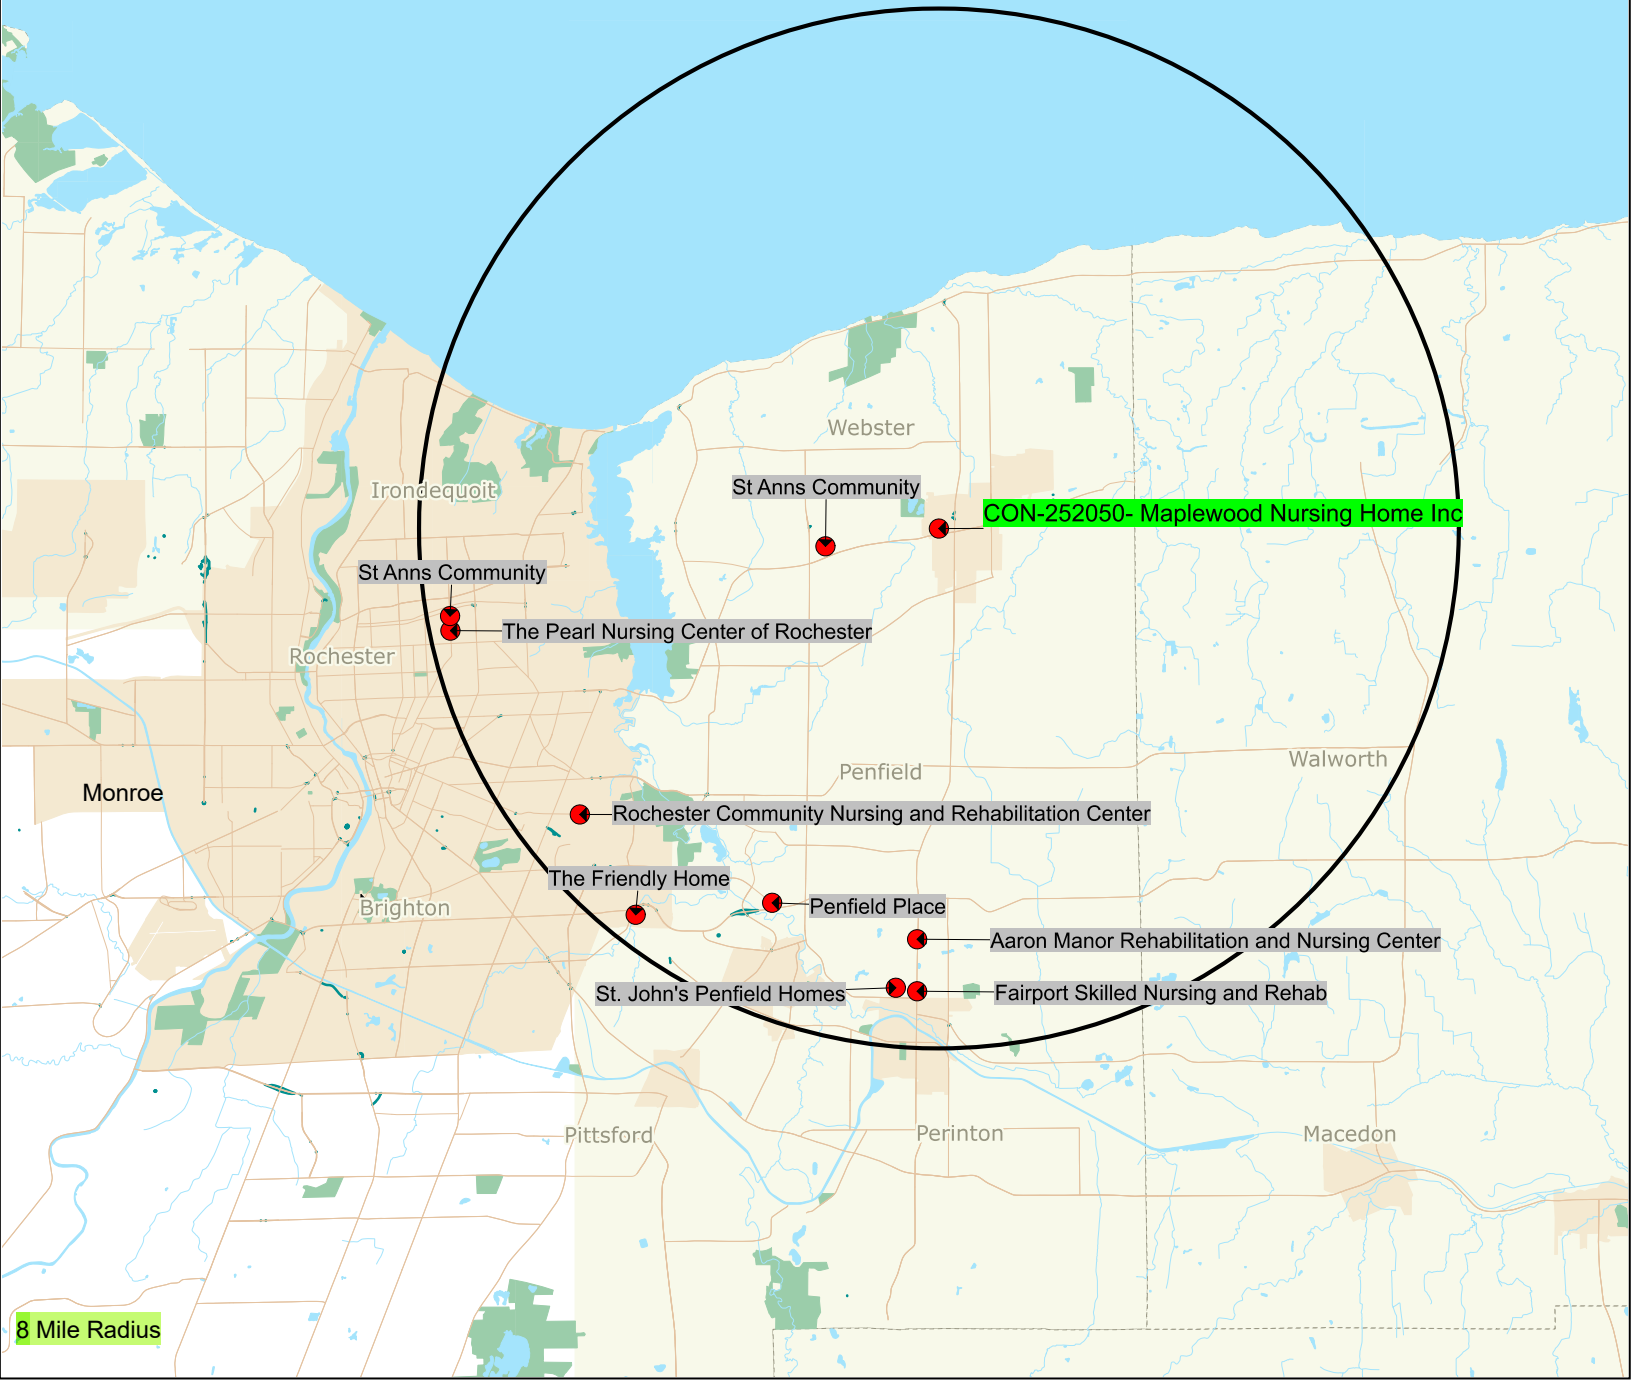 Webster
Irondequoit
St Anns Community
CON-252050- Maplewood Nursing Home Inc
St Anns Community
The Pearl Nursing Center of Rochester
Rochester
Walworth
Penfield
Monroe
Rochester Community Nursing and Rehabilitation Center
The Friendly Home
Brighton
Penfield Place
Aaron Manor Rehabilitation and Nursing Center
St. John's Penfield Homes
Fairport Skilled Nursing and Rehab
Pittsford
Perinton
Macedon
8 Mile Radius